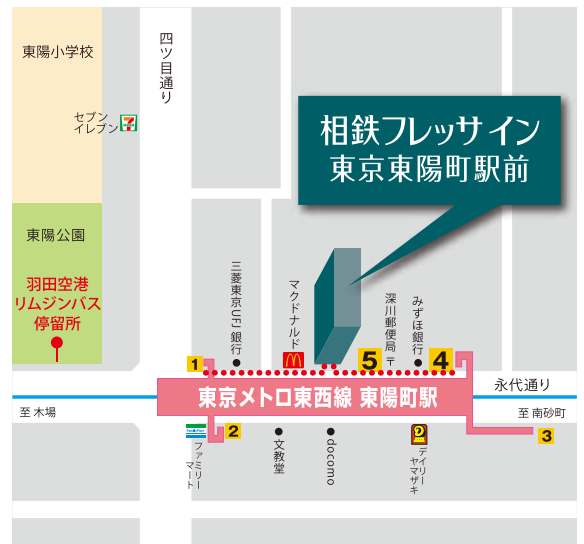 東陽小学校
四ツ目通り
セブン
イレブン
相鉄フレッサイン
東京東陽町駅前
東陽公園
羽田空港
リムジンバス
停留所
三菱東京UFJ銀行
マクドナルド
深川郵便局〒
みずほ銀行
1
5
4
永代通り
東京メトロ東西線 東陽町駅
至 木場
至 南砂町
2
3
FamilyMart
ファミリー
マート
文教堂
docomo
デイリー
ヤマザキ